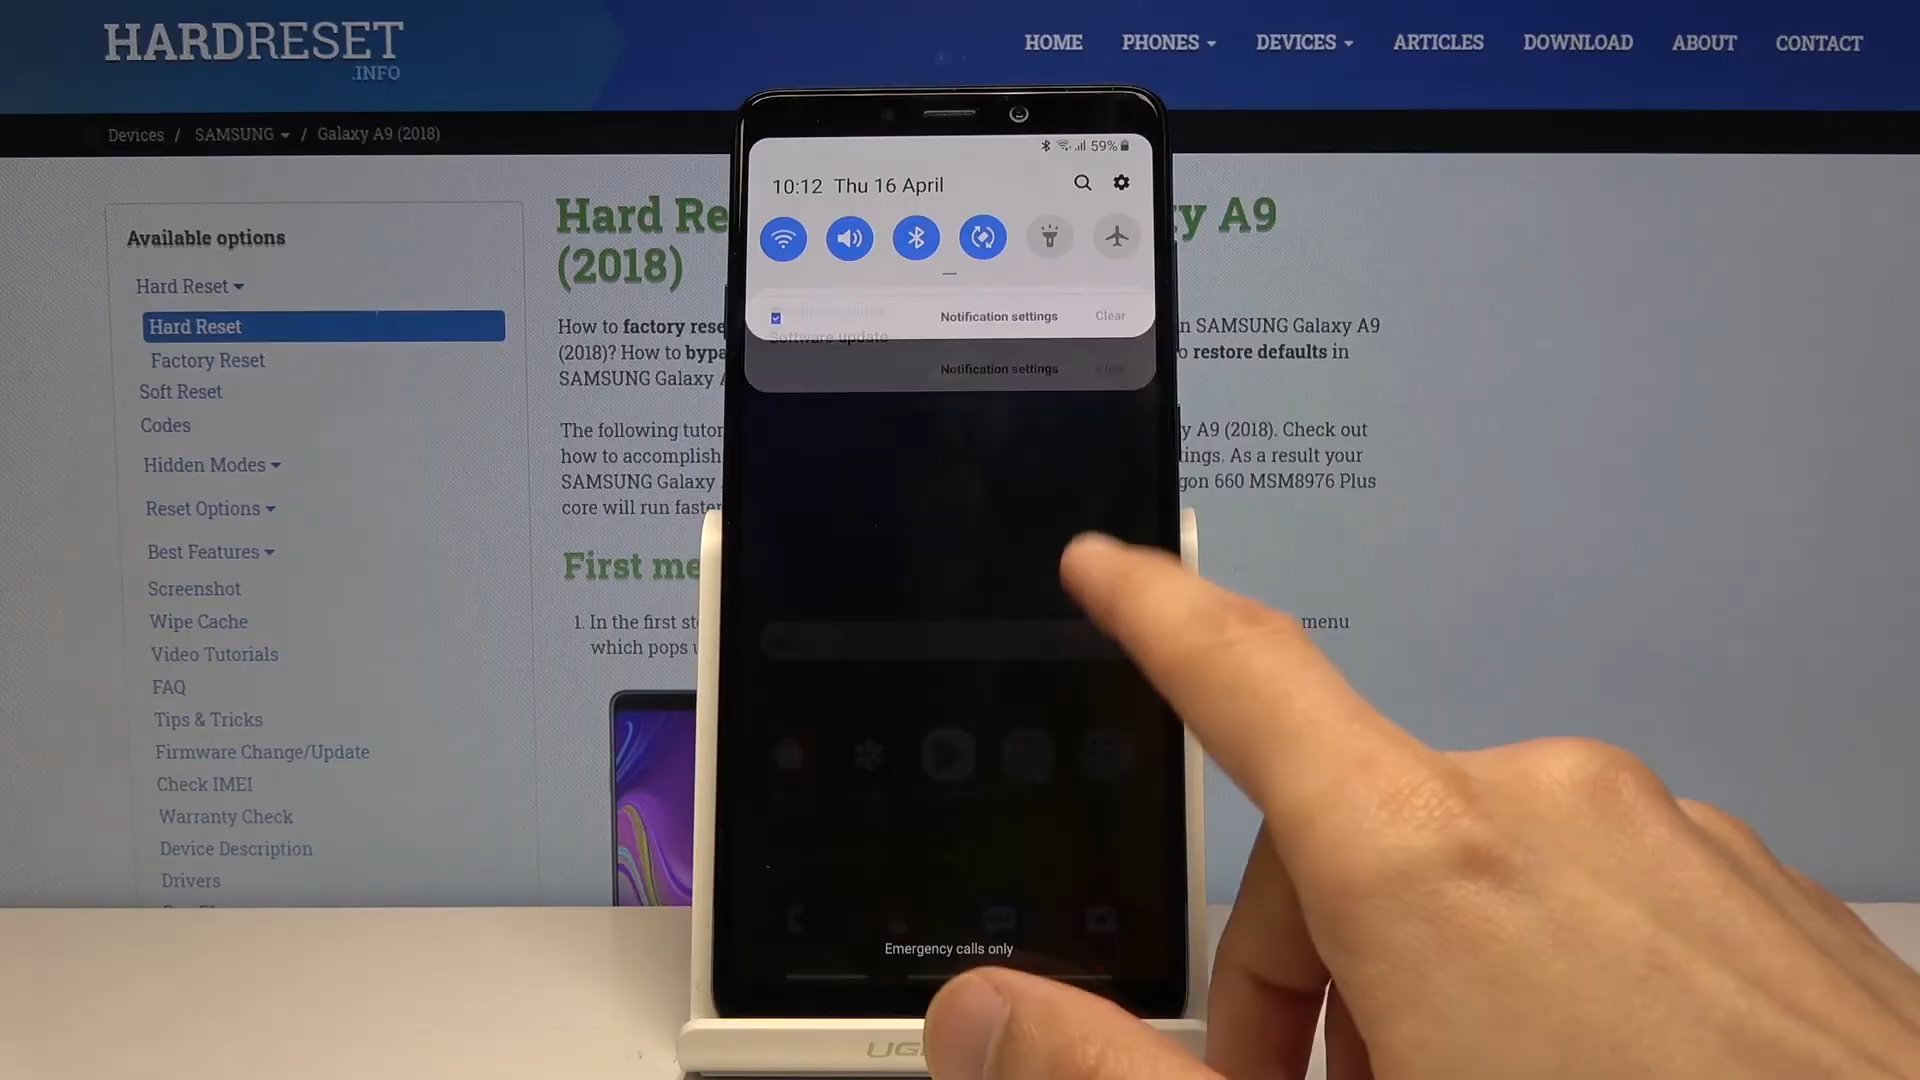 HARDRESET
.INFO
HOME PHONES DEVICES ARTICLES DOWNLOAD ABOUT CONTACT
Devices / SAMSUNG / Galaxy A9 (2018)
Available options
Hard Reset
Hard Reset
Factory Reset
Soft Reset
Codes
Hidden Modes
Reset Options
Best Features
Screenshot
Wipe Cache
Video Tutorials
FAQ
Tips & Tricks
Firmware Change/Update
Check IMEI
Warranty Check
Device Description
Drivers
Hard Re y A9
(2018)
How to factory rese n SAMSUNG Galaxy A9
(2018)? How to bypa o restore defaults in
SAMSUNG Galaxy
The following tutor y A9 (2018). Check out
how to accomplish ings. As a result your
SAMSUNG Galaxy gon 660 MSM8976 Plus
core will run faster
First me
1. In the first st menu
which pops u
59%
10:12 Thu 16 April
Notification settings Clear
Software update
Notification settings Clear
Emergency calls only
UG